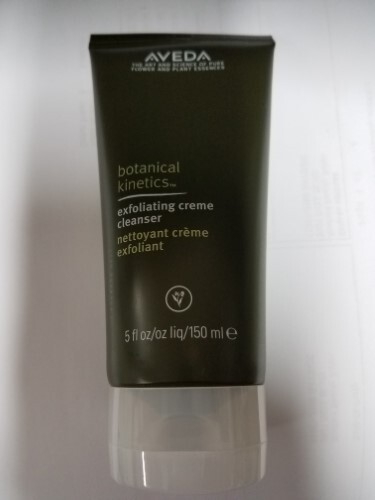 AVEDA
THE ART AND SCIENCE OF PURE
FLOWER AND PLANT ESSENCES
botanical
kinetics™
exfoliating creme
cleanser
nettoyant crème
exfoliant
5 fl oz/oz liq/150 ml ℮